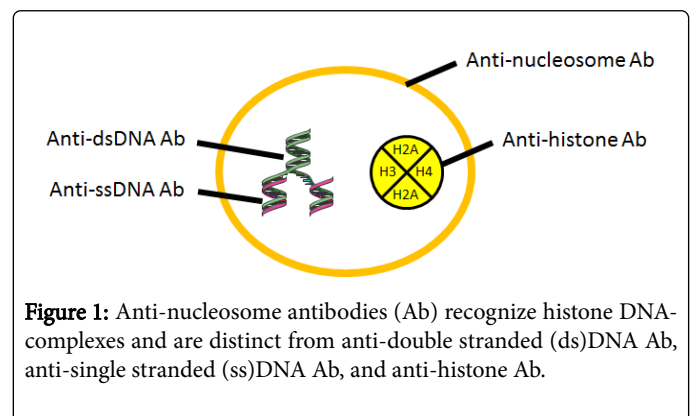 Anti-nucleosome Ab
Anti-dsDNA Ab
Anti-histone Ab
Anti-ssDNA Ab
H2A
H3 H4
H2A
Figure 1: Anti-nucleosome antibodies (Ab) recognize histone DNA-
complexes and are distinct from anti-double stranded (ds)DNA Ab,
anti-single stranded (ss)DNA Ab, and anti-histone Ab.